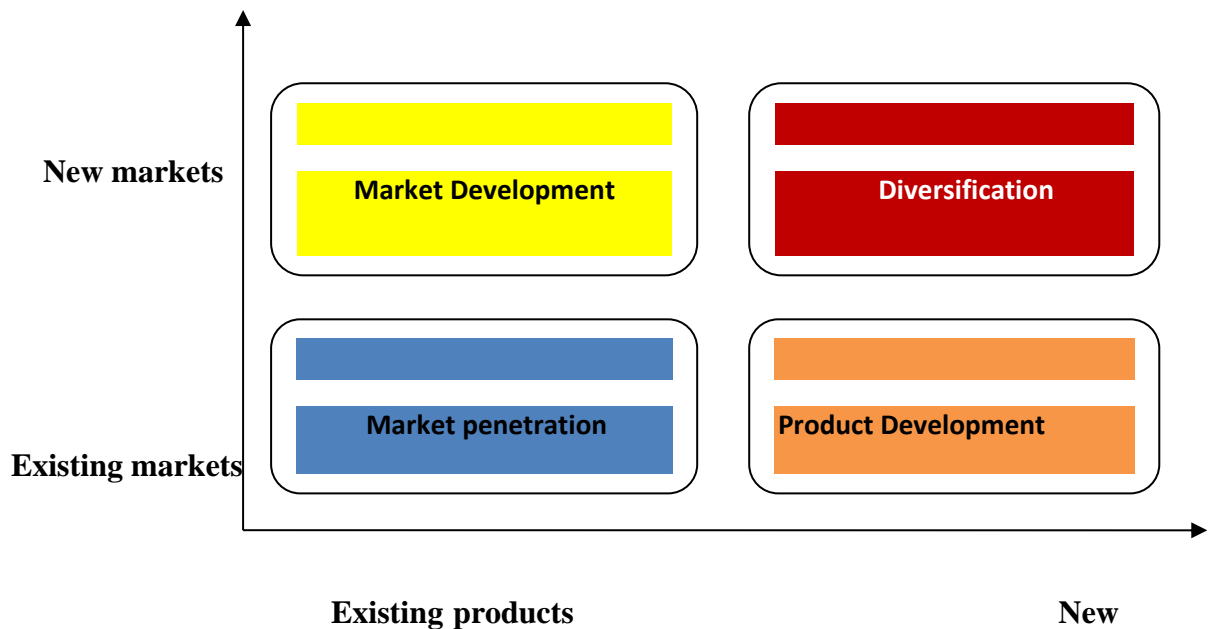 New markets
Market Development
Diversification
Market penetration
Product Development
Existing markets
Existing products
New